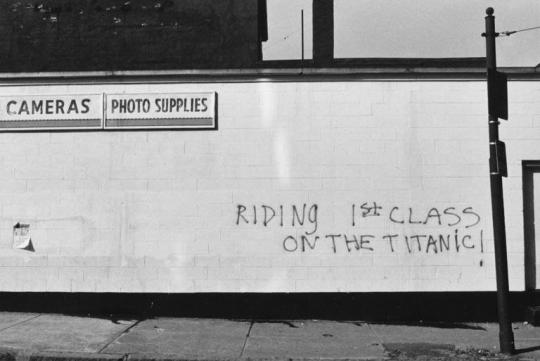 CAMERAS
PHOTO SUPPLIES
RIDING 1st CLASS
ON THE TITANIC!